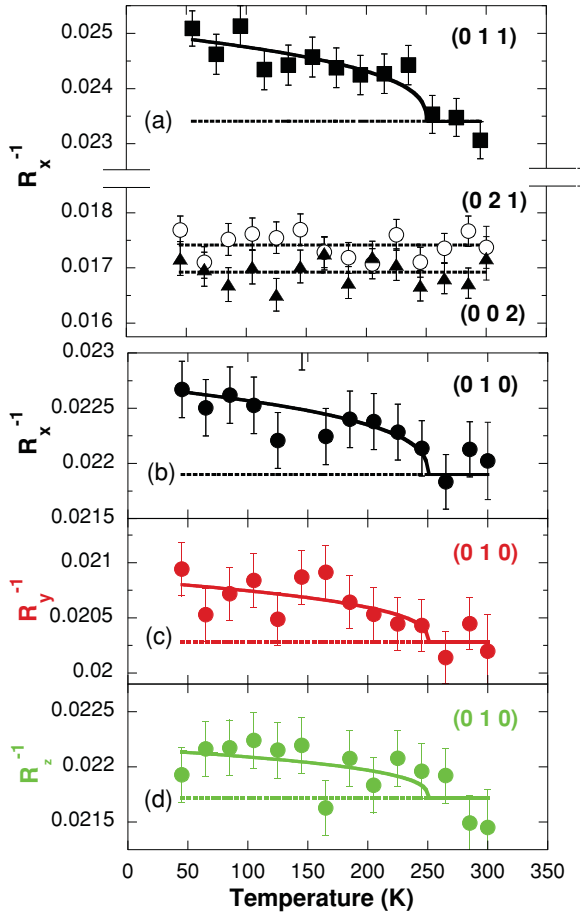 0.025
(0 1 1)
0.024
(a)
0.023
R_x^-1
0.018
(0 2 1)
0.017
0.016
(0 0 2)
0.023
(0 1 0)
0.0225
R_x^-1
0.022
(b)
0.0215
0.021
(0 1 0)
R_y^-1
0.0205
(c)
0.02
0.0225
(0 1 0)
R_z^-1
0.022
(d)
0.0215
0 50 100 150 200 250 300 350
Temperature (K)